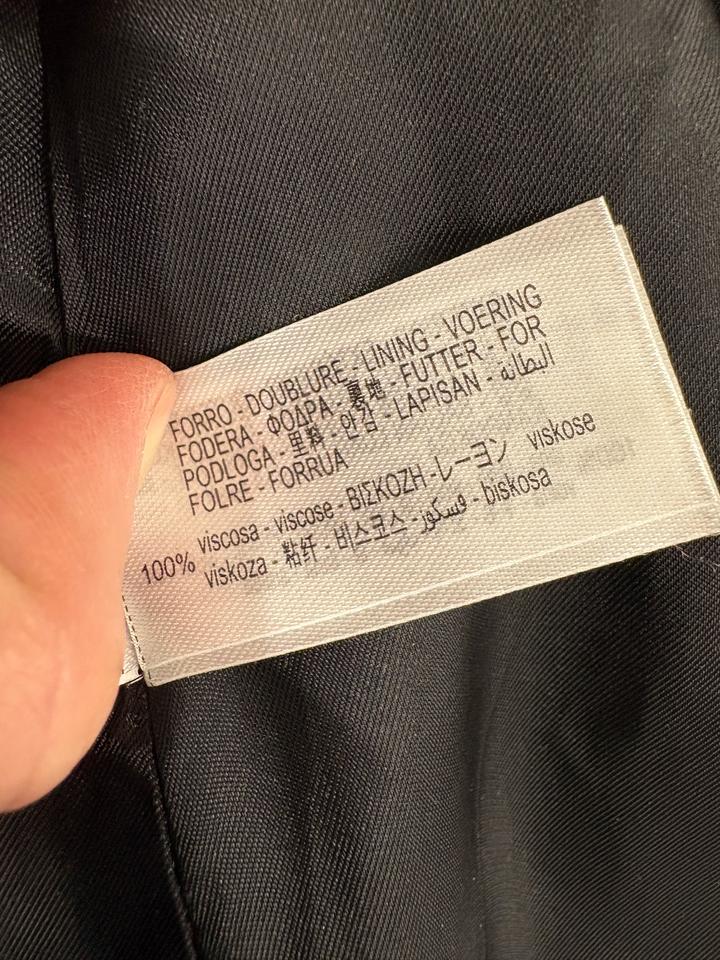 FORRO - DOUBLURE - LINING - VOERING
FODERA - ΦΟΔΡΑ - 裏地 - FUTTER - FOR
PODLOGA - 里料 - 안감 - LAPISAN - البطانة
FOLRE - FORRUA
100% viscosa - viscose - ΒΙΣΚΟΖΗ - レーヨン viskose
viskoza - 粘纤 - 비스코스 - فسكوز - biskosa